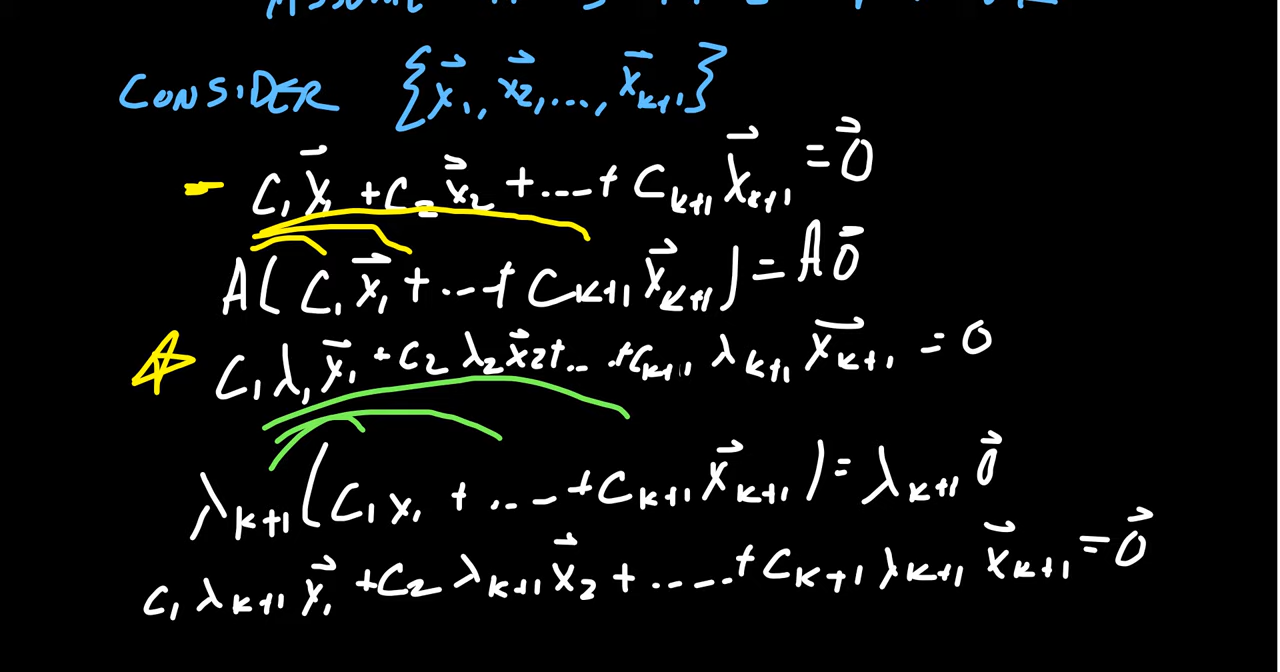 CONSIDER {x⃗₁, x⃗₂, ..., x⃗ₖ₊₁}
- c₁x⃗₁ + c₂x⃗₂ + .... + cₖ₊₁x⃗ₖ₊₁ = 0⃗
A(c₁x⃗₁ + ... + cₖ₊₁x⃗ₖ₊₁) = A0⃗
c₁λ₁x⃗₁ + c₂λ₂x⃗₂ + ... + cₖ₊₁λₖ₊₁x⃗ₖ₊₁ = 0
λₖ₊₁(c₁x₁ + ... + cₖ₊₁x⃗ₖ₊₁) = λₖ₊₁0⃗
c₁λₖ₊₁x⃗₁ + c₂λₖ₊₁x⃗₂ + ..... + cₖ₊₁λₖ₊₁x⃗ₖ₊₁ = 0⃗